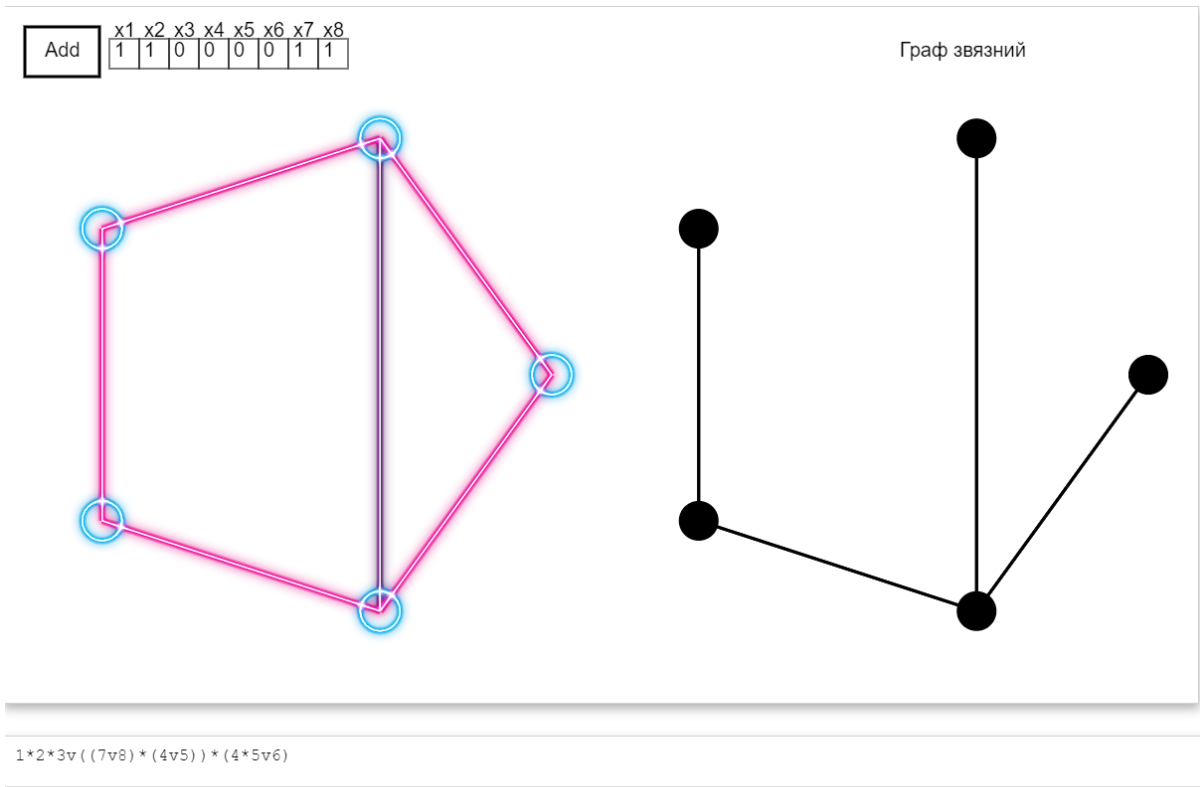 Add
x1 x2 x3 x4 x5 x6 x7 x8
1 1 0 0 0 0 1 1
Граф звязний
1*2*3v((7v8)*(4v5))*(4*5v6)